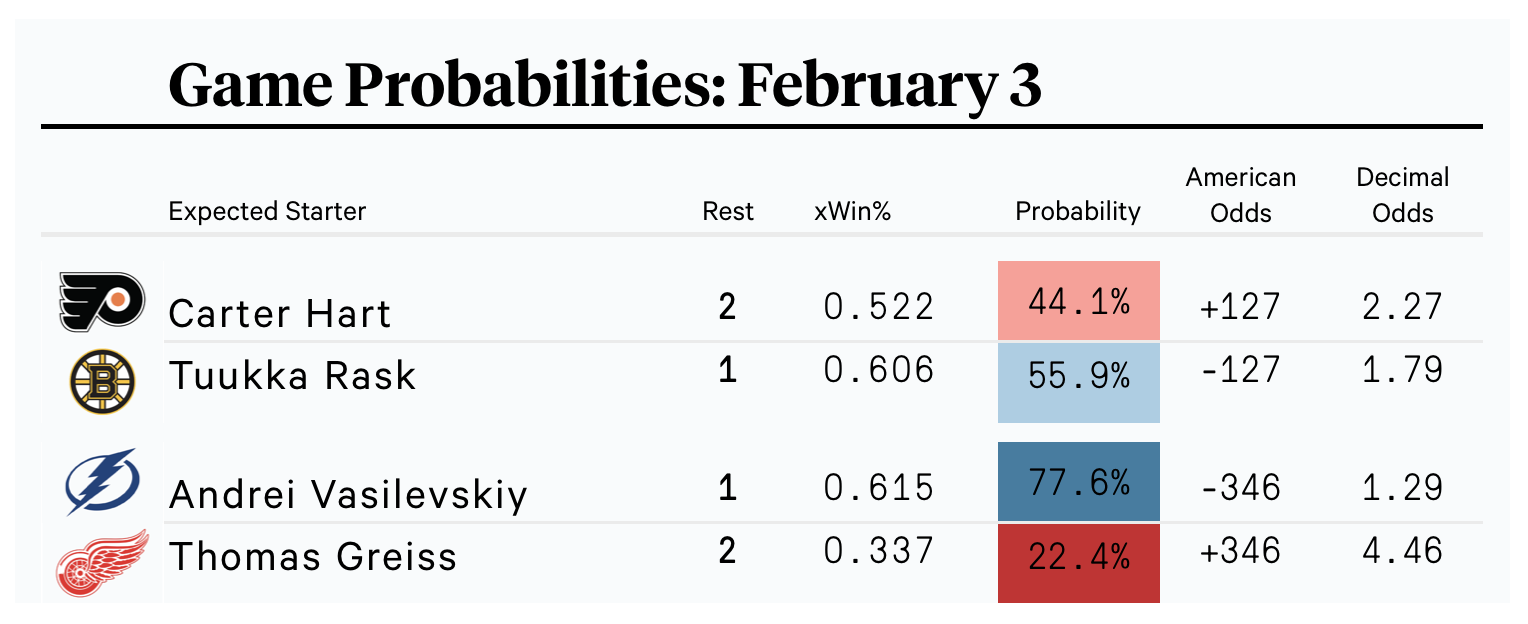 Game Probabilities: February 3
Expected Starter Rest xWin% Probability American Odds Decimal Odds
Carter Hart 2 0.522 44.1% +127 2.27
B
Tuukka Rask 1 0.606 55.9% -127 1.79
Andrei Vasilevskiy 1 0.615 77.6% -346 1.29
Thomas Greiss 2 0.337 22.4% +346 4.46